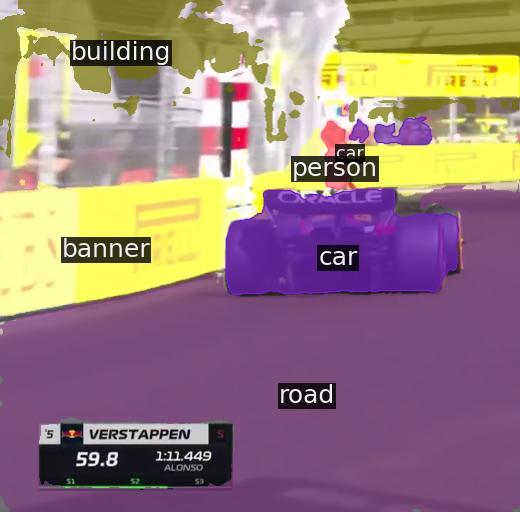 building
PIRELLI
car
person
ORACLE
banner
car
road
5 VERSTAPPEN 5
59.8 1:11.449
ALONSO
S1 S2 S3